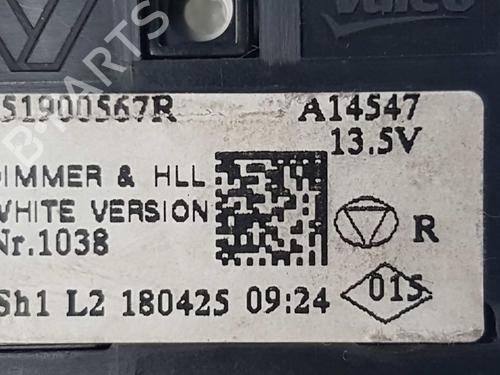 Valeo
51900567R A14547
13.5V
DIMMER & HLL
WHITE VERSION
Nr.1038
R
Sh1 L2 180425 09:24
015
B-PARTS